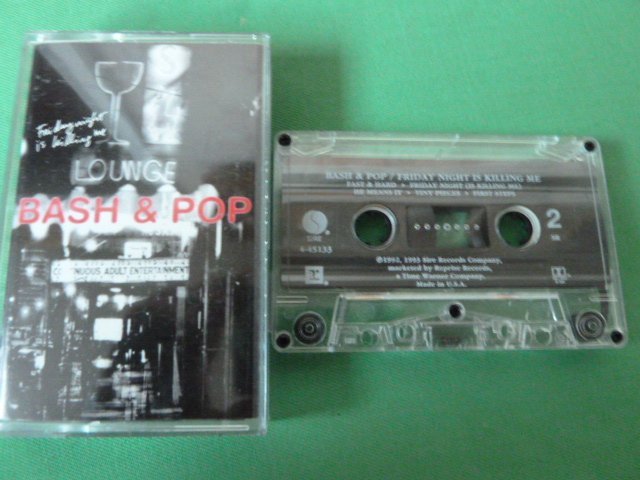 Friday night
is killing me
LOUNGE
BASH & POP
CONTINUOUS ADULT ENTERTAINMENT
BASH & POP / FRIDAY NIGHT IS KILLING ME
FAST & HARD • FRIDAY NIGHT (IS KILLING ME)
HE MEANS IT • TINY PIECES • FIRST STEPS
SIRE
4-45133
2
℗1992, 1993 Sire Records Company,
marketed by Reprise Records,
a Time Warner Company.
Made in U.S.A.